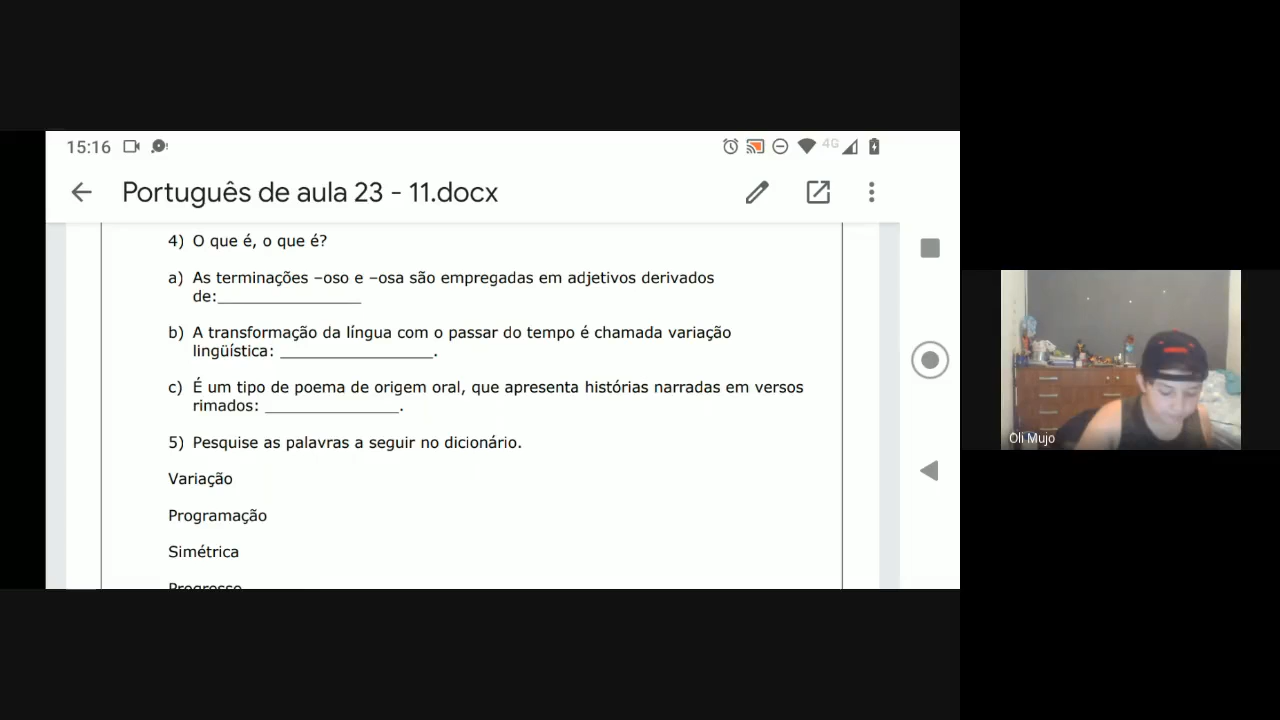 15:16
4G
Português de aula 23 - 11.docx
4) O que é, o que é?
a) As terminações –oso e –osa são empregadas em adjetivos derivados
de:_________________
b) A transformação da língua com o passar do tempo é chamada variação
lingüística: __________________.
c) É um tipo de poema de origem oral, que apresenta histórias narradas em versos
rimados: ________________.
5) Pesquise as palavras a seguir no dicionário.
Variação
Programação
Simétrica
Progresso
Oli Mujo